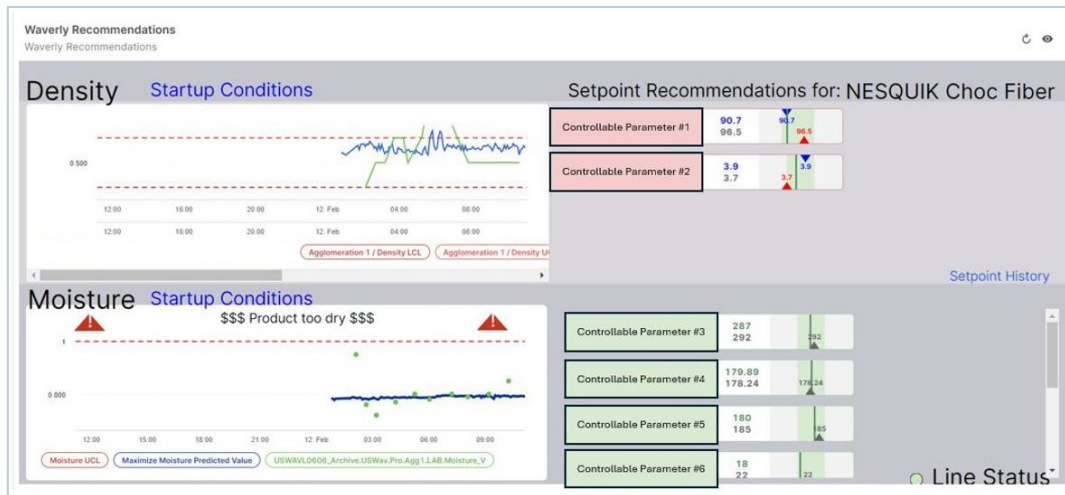 Waverly Recommendations
Waverly Recommendations
Density Startup Conditions
Setpoint Recommendations for: NESQUIK Choc Fiber
0.500
12:00 16:00 20:00 12. Feb 04:00 08:00
12:00 16:00 20:00 12. Feb 04:00 08:00
Agglomeration 1 / Density LCL Agglomeration 1 / Density U
Controllable Parameter #1 90.7 90.7
96.5 96.5
Controllable Parameter #2 3.9 3.9
3.7 3.7
Setpoint History
Moisture Startup Conditions
$$$ Product too dry $$$
1
0.800
12:00 15:00 18:00 21:00 12. Feb 03:00 06:00 09:00
Moisture UCL Maximize Moisture Predicted Value USWAVL0606_Archive.USWav.Pro.Agg1.LAB.Moisture_V
Controllable Parameter #3 287
292 292
Controllable Parameter #4 179.89
178.24 178.24
Controllable Parameter #5 180
185 185
Controllable Parameter #6 18
22 22
Line Status